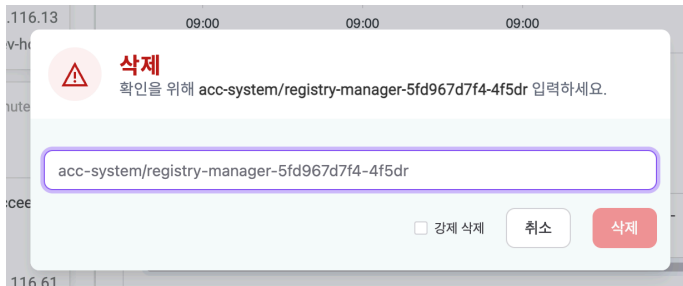 .116.13
09:00 09:00 09:00
삭제
확인을 위해 acc-system/registry-manager-5fd967d7f4-4f5dr 입력하세요.
acc-system/registry-manager-5fd967d7f4-4f5dr
강제 삭제 취소 삭제
.116.61